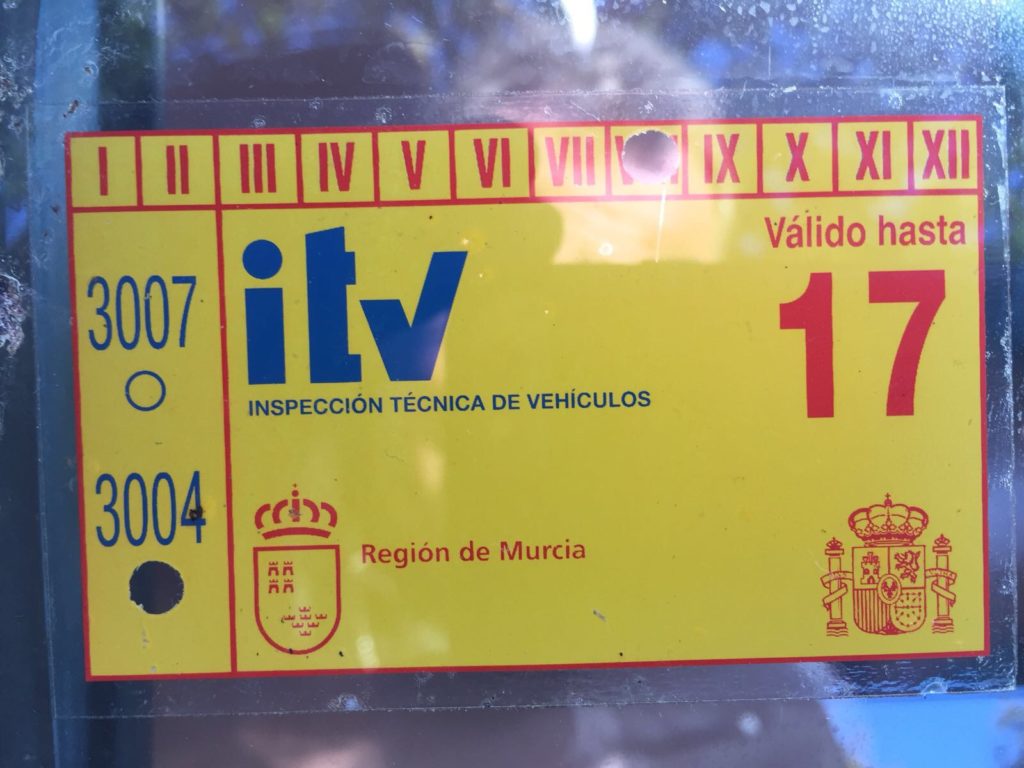 I II III IV V VI VII IX X XI XII
Válido hasta
17
3007
itv
INSPECCIÓN TÉCNICA DE VEHÍCULOS
3004
Región de Murcia